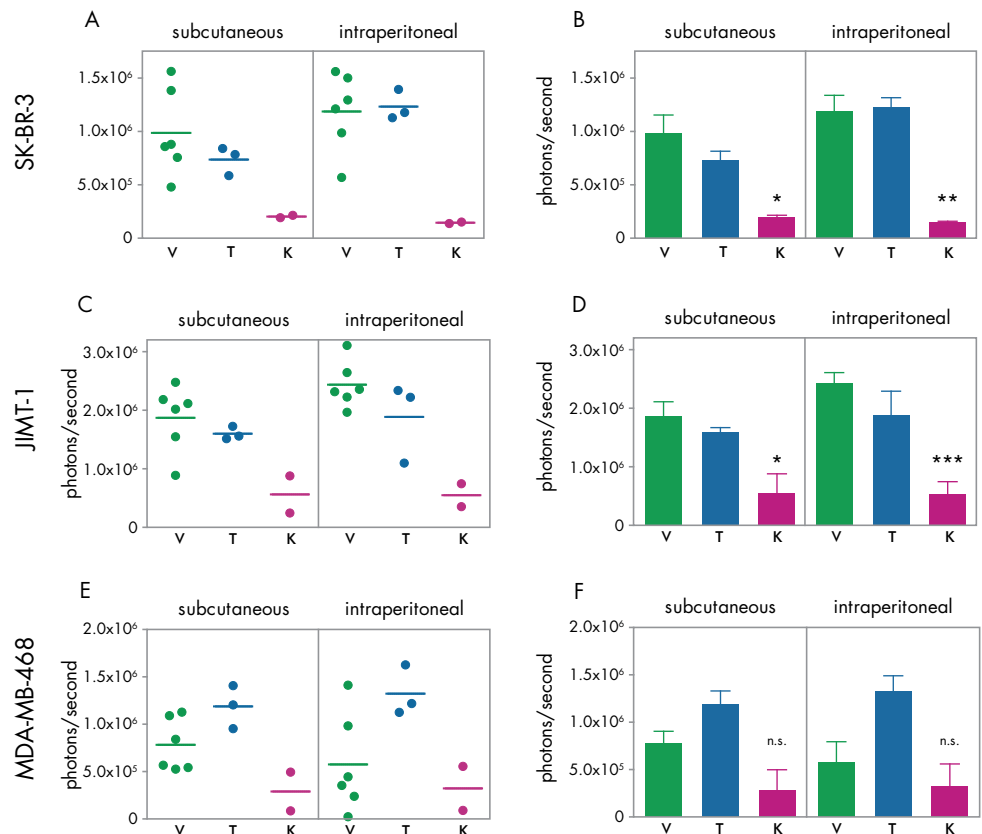 A
subcutaneous intraperitoneal
SK-BR-3
1.5x10⁶
1.0x10⁶
5.0x10⁵
0
V T K V T K
B
subcutaneous intraperitoneal
photons/second
1.5x10⁶
1.0x10⁶
5.0x10⁵
0
* **
V T K V T K
C
subcutaneous intraperitoneal
JIMT-1
photons/second
3.0x10⁶
2.0x10⁶
1.0x10⁶
0
V T K V T K
D
subcutaneous intraperitoneal
photons/second
3.0x10⁶
2.0x10⁶
1.0x10⁶
0
* ***
V T K V T K
E
subcutaneous intraperitoneal
MDA-MB-468
photons/second
2.0x10⁶
1.5x10⁶
1.0x10⁶
5.0x10⁵
0
V T K V T K
F
subcutaneous intraperitoneal
photons/second
2.0x10⁶
1.5x10⁶
1.0x10⁶
5.0x10⁵
0
n.s. n.s.
V T K V T K